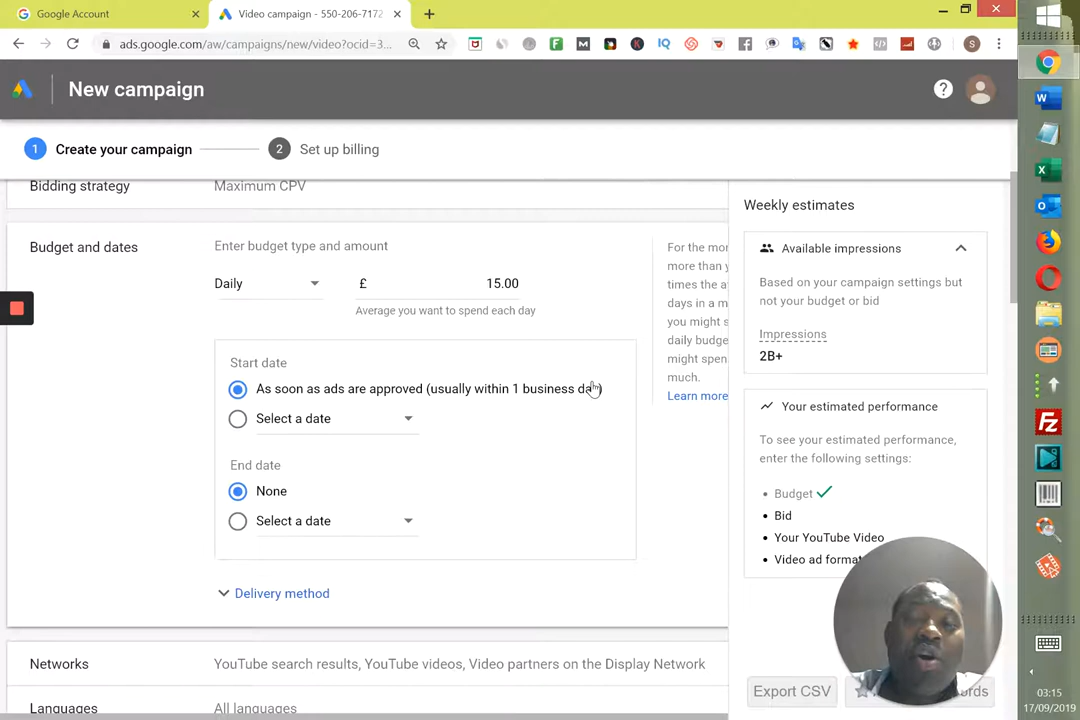 Google Account
Video campaign - 550-206-7172
ads.google.com/aw/campaigns/new/video?ocid=3...
New campaign
1 Create your campaign
2 Set up billing
Bidding strategy
Maximum CPV
Budget and dates
Enter budget type and amount
Daily
£ 15.00
Average you want to spend each day
For the mon
more than y
times the a
days in a m
you might s
daily budge
might spen
much.
Learn more
Start date
As soon as ads are approved (usually within 1 business day)
Select a date
End date
None
Select a date
Delivery method
Networks
YouTube search results, YouTube videos, Video partners on the Display Network
Languages
All languages
Weekly estimates
Available impressions
Based on your campaign settings but
not your budget or bid
Impressions
2B+
Your estimated performance
To see your estimated performance,
enter the following settings:
• Budget
• Bid
• Your YouTube Video
• Video ad format
Export CSV
03:15
17/09/2019